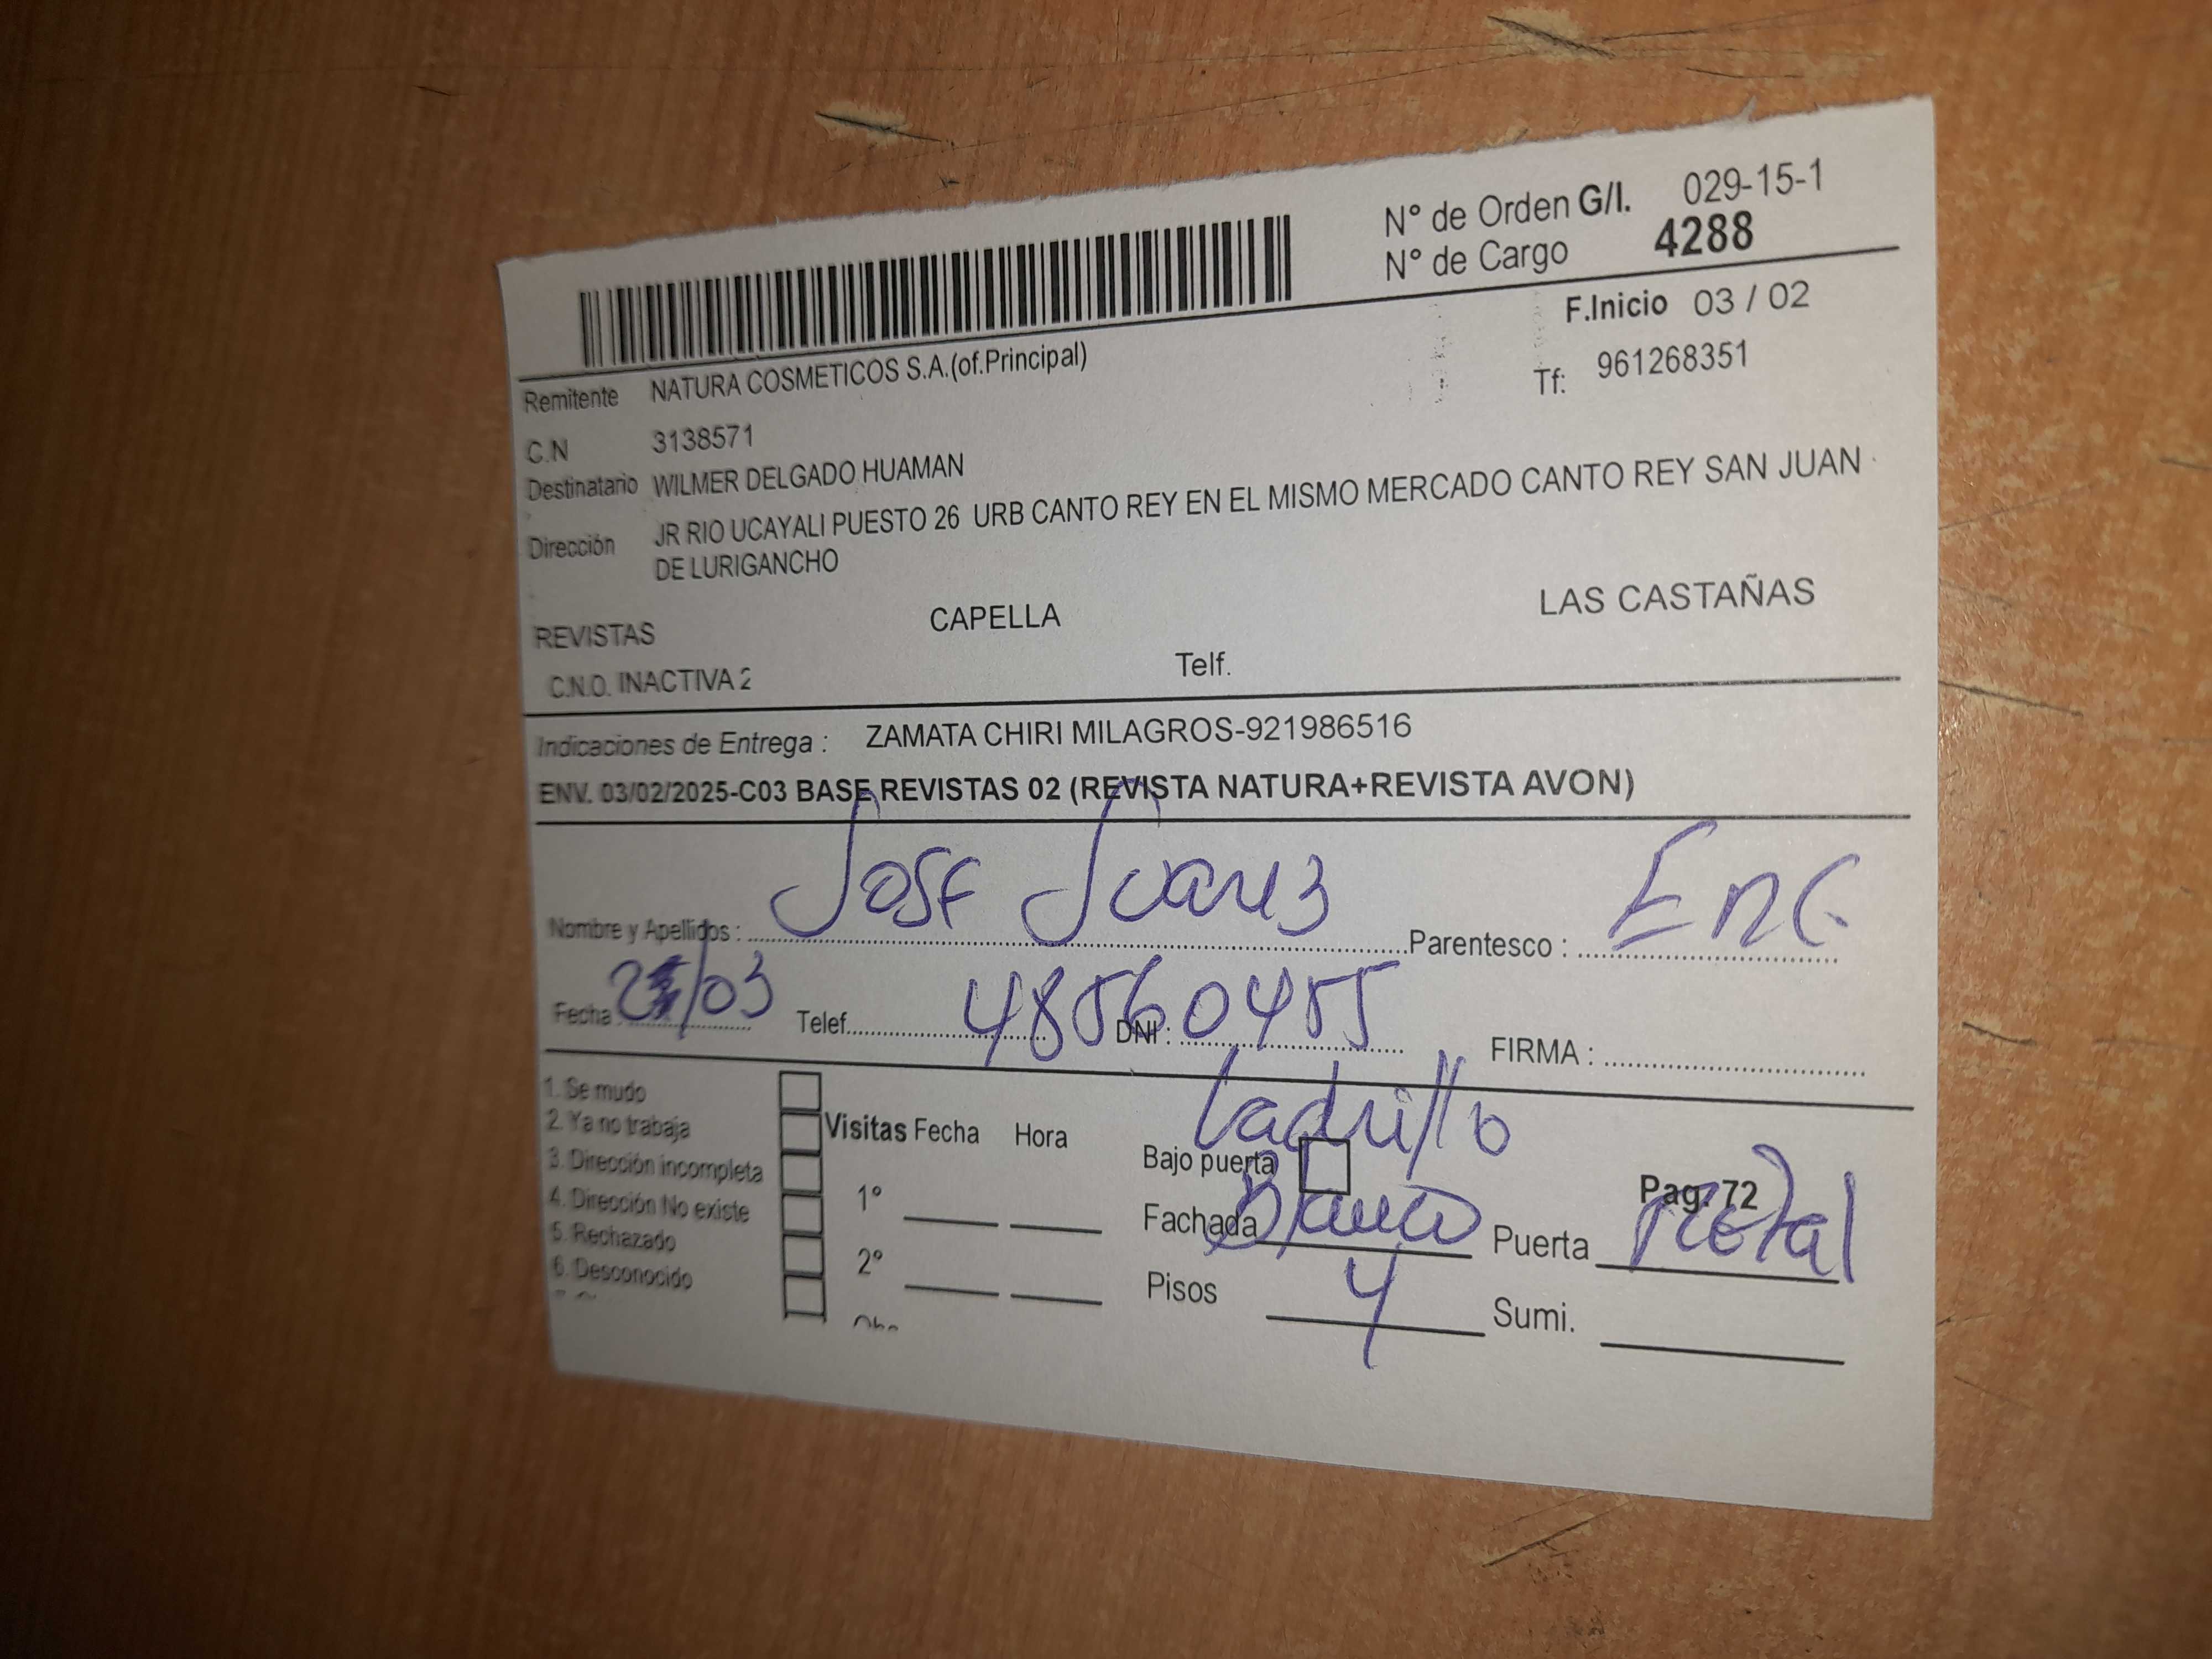 N° de Orden G/I. 029-15-1
N° de Cargo 4288
F.Inicio 03 / 02
Remitente NATURA COSMETICOS S.A.(of.Principal) Tf: 961268351
C.N 3138571
Destinatario WILMER DELGADO HUAMAN
Dirección JR RIO UCAYALI PUESTO 26 URB CANTO REY EN EL MISMO MERCADO CANTO REY SAN JUAN
DE LURIGANCHO
REVISTAS CAPELLA LAS CASTAÑAS
C.N.O. INACTIVA 2 Telf.
Indicaciones de Entrega : ZAMATA CHIRI MILAGROS-921986516
ENV. 03/02/2025-C03 BASE REVISTAS 02 (REVISTA NATURA+REVISTA AVON)
Nombre y Apellidos : Jose Juarez Parentesco : Enc.
Fecha : /03 Telef. DNI : 48560455 FIRMA :
1. Se mudo
2. Ya no trabaja Visitas Fecha Hora Ladrillo
3. Dirección incompleta Bajo puerta
4. Dirección No existe 1° Fachada Blanco Pag. 72
5. Rechazado Puerta Metal
6. Desconocido 2° Pisos 4 Sumi.